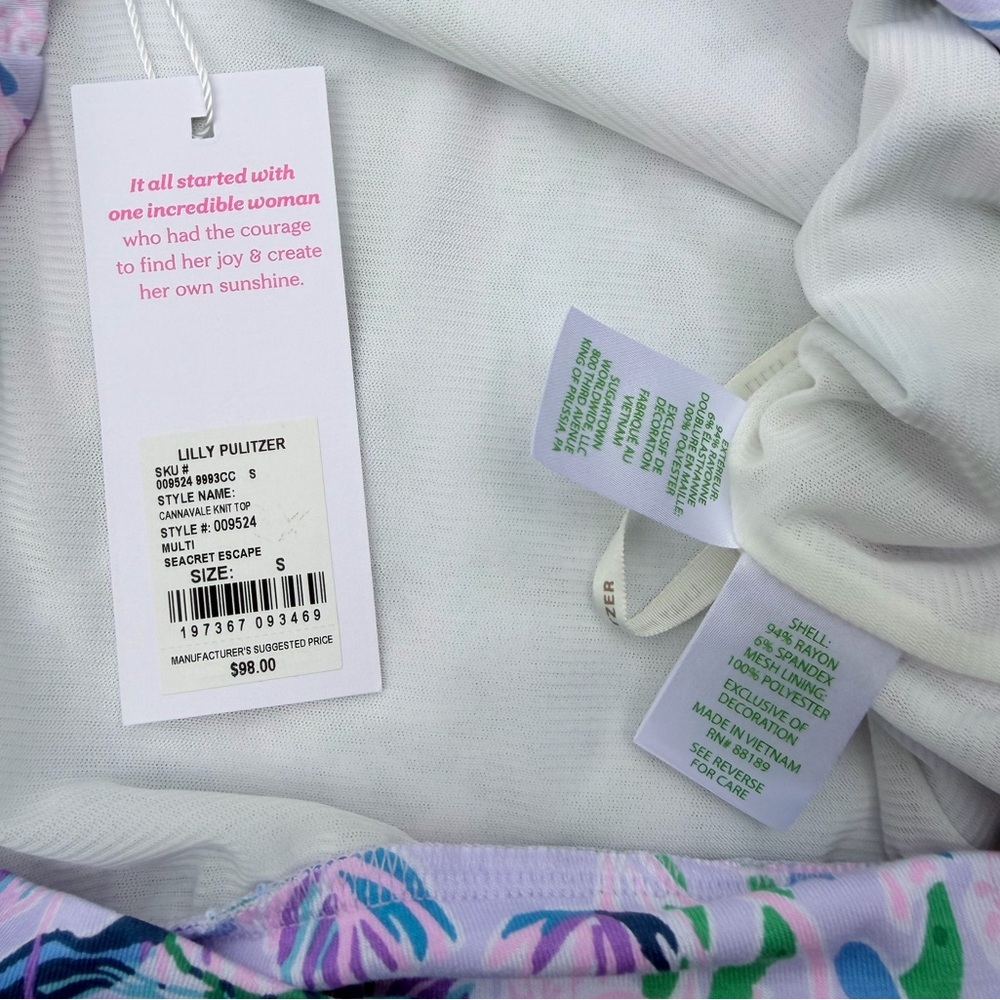 It all started with
one incredible woman
who had the courage
to find her joy & create
her own sunshine.
LILLY PULITZER
SKU #
009524 9993CC S
STYLE NAME:
CANNAVALE KNIT TOP
STYLE #: 009524
MULTI
SEACRET ESCAPE
SIZE: S
197367 093469
MANUFACTURER'S SUGGESTED PRICE
$98.00
EXTERIEUR:
94% RAYONNE
6% ELASTHANNE
DOUBLURE EN MAILLE:
100% POLYESTER
EXCLUSIF DE
DÉCORATION
FABRIQUE AU
VIETNAM
SUGARTOWN
WORLDWIDE, LLC
800 THIRD AVENUE
KING OF PRUSSIA, PA
ZER
SHELL:
94% RAYON
6% SPANDEX
MESH LINING:
100% POLYESTER
EXCLUSIVE OF
DECORATION
MADE IN VIETNAM
RN# 88189
SEE REVERSE
FOR CARE